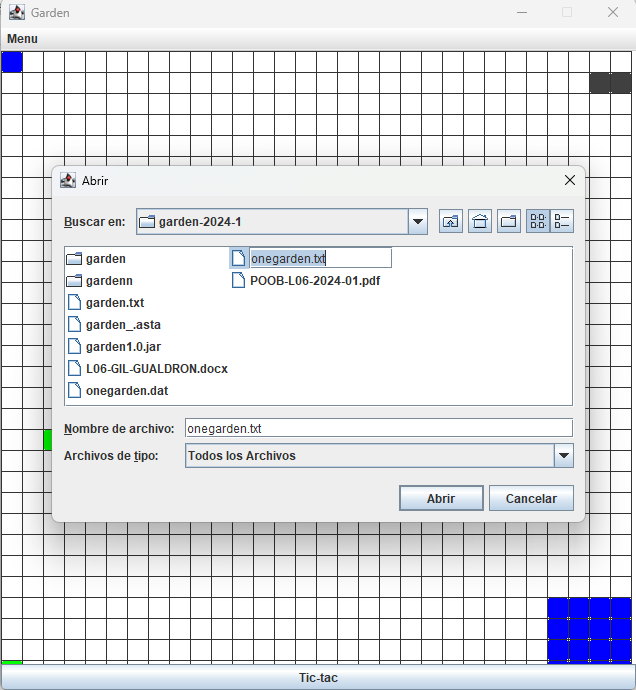 Garden
Menu
Abrir
Buscar en: garden-2024-1
garden
gardenn
garden.txt
garden_.asta
garden1.0.jar
L06-GIL-GUALDRON.docx
onegarden.dat
onegarden.txt
POOB-L06-2024-01.pdf
Nombre de archivo: onegarden.txt
Archivos de tipo: Todos los Archivos
Abrir Cancelar
Tic-tac